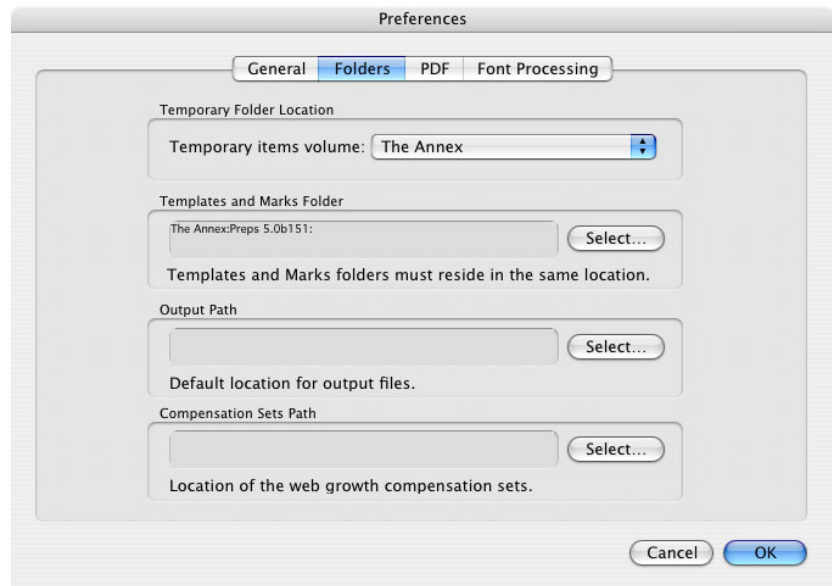 Preferences
General Folders PDF Font Processing
Temporary Folder Location
Temporary items volume: The Annex
Templates and Marks Folder
The Annex:Preps 5.0b151:
Select...
Templates and Marks folders must reside in the same location.
Output Path
Select...
Default location for output files.
Compensation Sets Path
Select...
Location of the web growth compensation sets.
Cancel OK